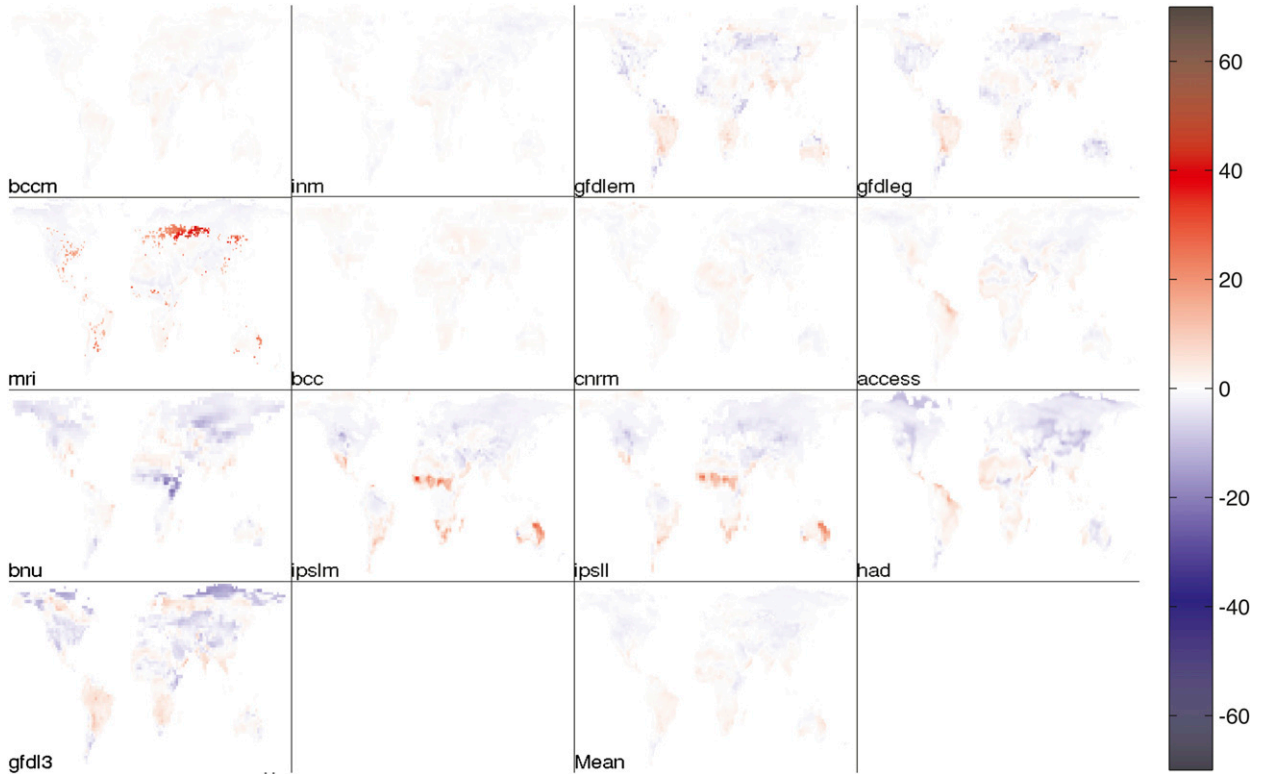 bccm
inm
gfdlem
gfdleg
mri
bcc
cnrm
access
bnu
ipslm
ipsll
had
gfdl3
Mean
60
40
20
0
-20
-40
-60